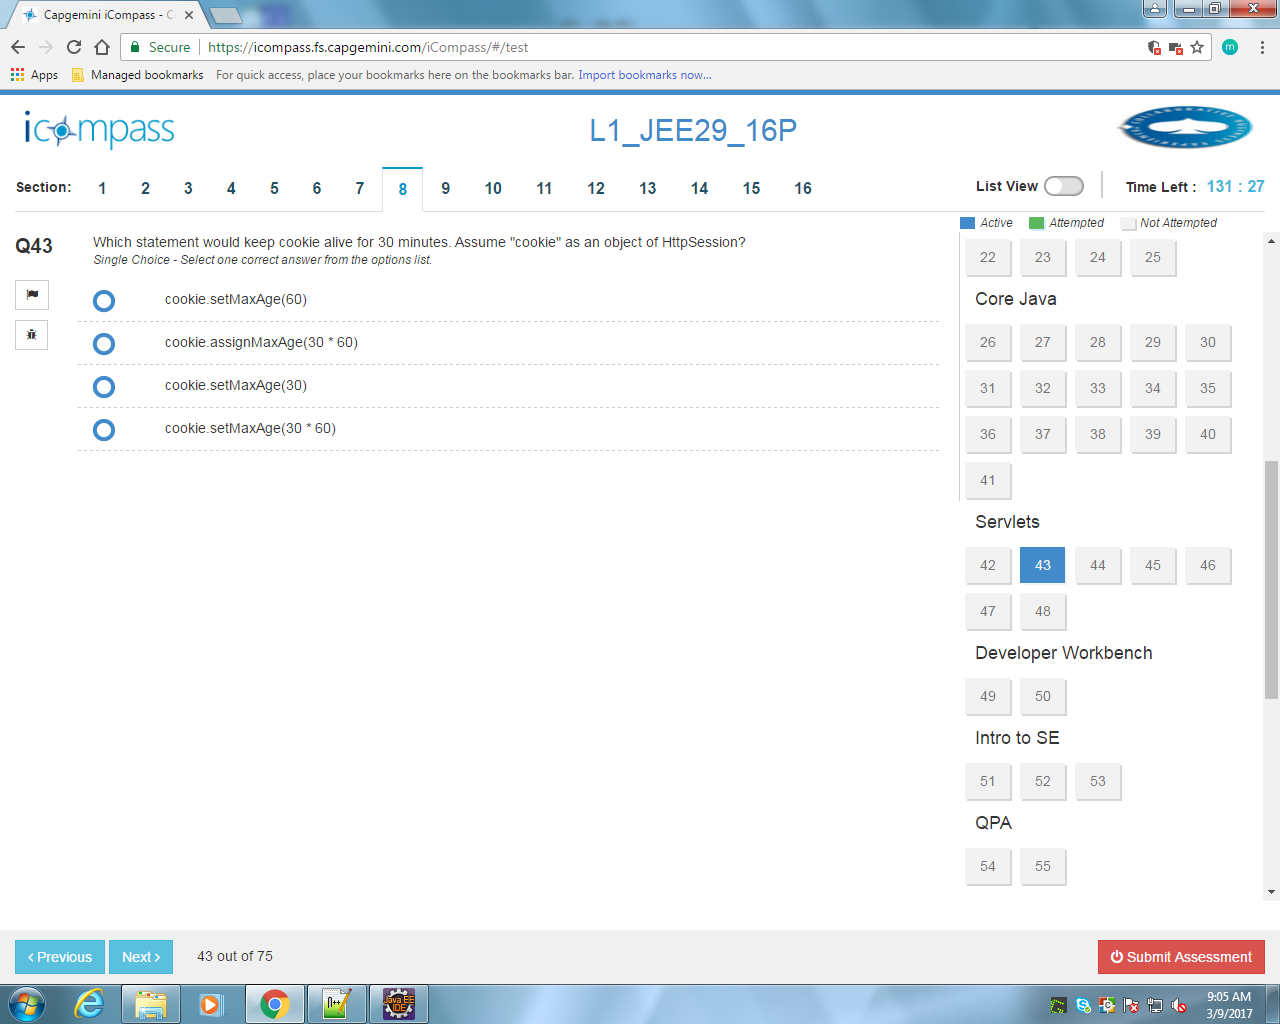 Capgemini iCompass - C
Secure
https://icompass.fs.capgemini.com/iCompass/#/test
m
Apps
Managed bookmarks
For quick access, place your bookmarks here on the bookmarks bar. Import bookmarks now...
icompass
L1_JEE29_16P
Section: 1 2 3 4 5 6 7 8 9 10 11 12 13 14 15 16
List View
Time Left : 131 : 27
Active Attempted Not Attempted
Q43
Which statement would keep cookie alive for 30 minutes. Assume "cookie" as an object of HttpSession?
Single Choice - Select one correct answer from the options list.
cookie.setMaxAge(60)
cookie.assignMaxAge(30 * 60)
cookie.setMaxAge(30)
cookie.setMaxAge(30 * 60)
22 23 24 25
Core Java
26 27 28 29 30
31 32 33 34 35
36 37 38 39 40
41
Servlets
42 43 44 45 46
47 48
Developer Workbench
49 50
Intro to SE
51 52 53
QPA
54 55
‹ Previous
Next ›
43 out of 75
Submit Assessment
Java EE
IDE
9:05 AM
3/9/2017